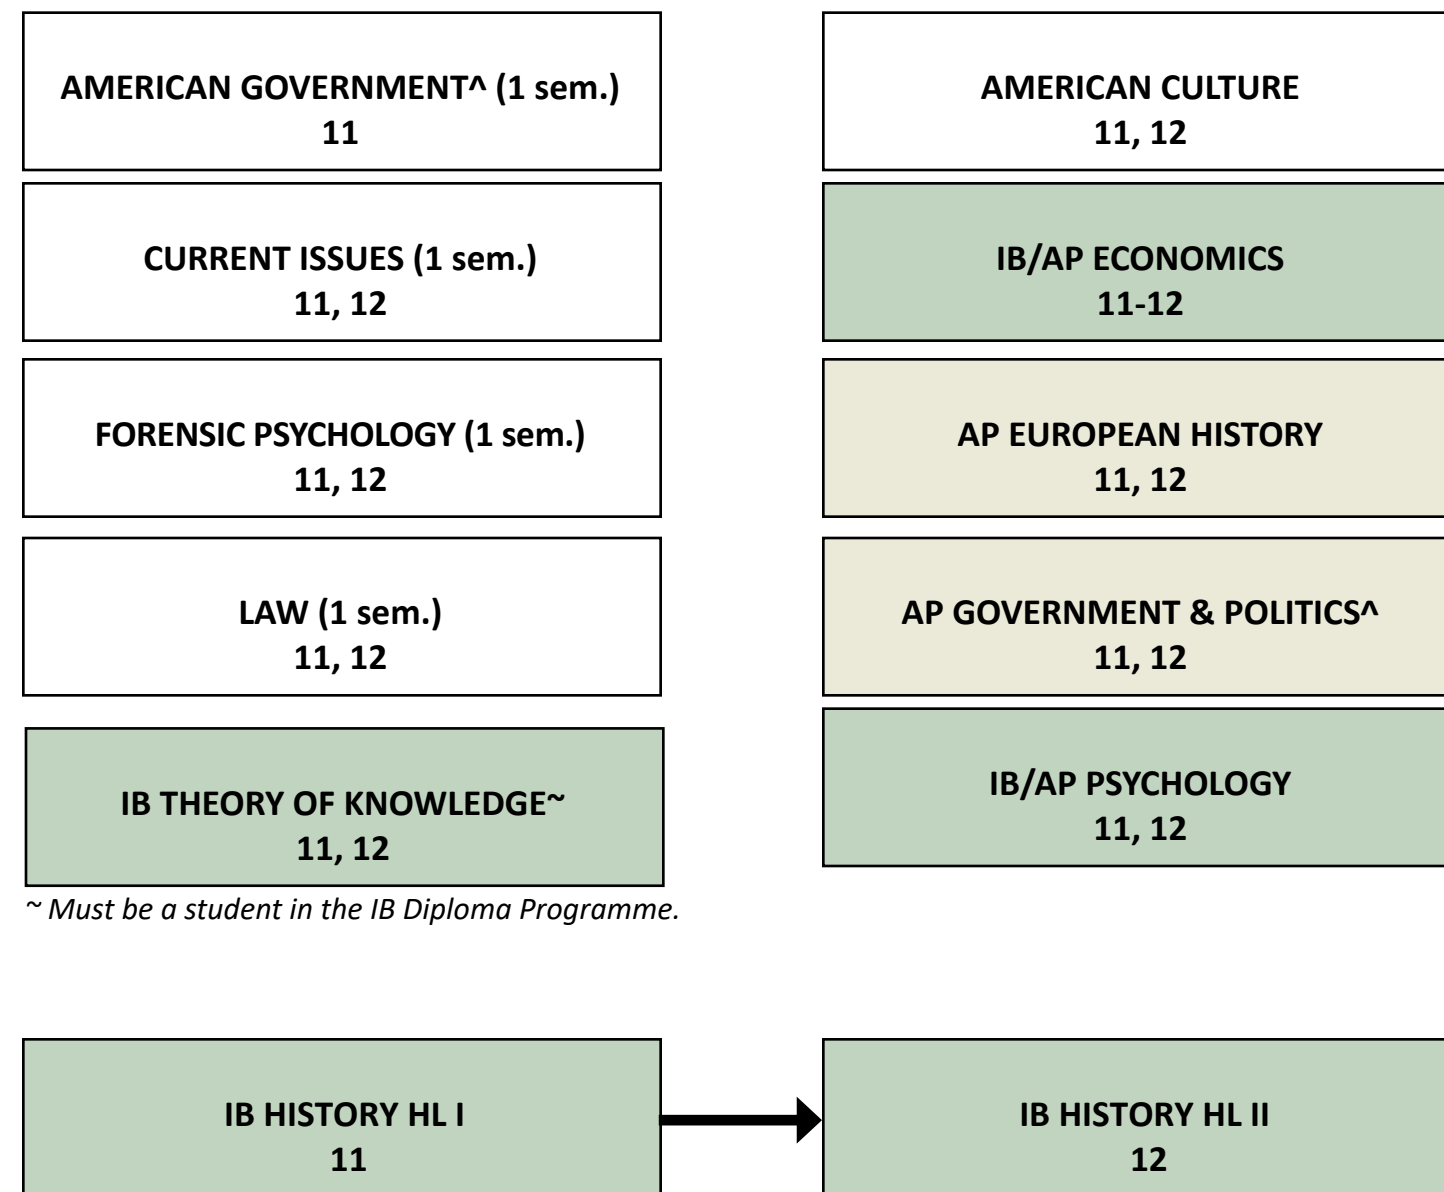 AMERICAN GOVERNMENT^ (1 sem.)
11
AMERICAN CULTURE
11, 12
CURRENT ISSUES (1 sem.)
11, 12
IB/AP ECONOMICS
11-12
FORENSIC PSYCHOLOGY (1 sem.)
11, 12
AP EUROPEAN HISTORY
11, 12
LAW (1 sem.)
11, 12
AP GOVERNMENT & POLITICS^
11, 12
IB THEORY OF KNOWLEDGE~
11, 12
IB/AP PSYCHOLOGY
11, 12
~ Must be a student in the IB Diploma Programme.
IB HISTORY HL I
11
IB HISTORY HL II
12